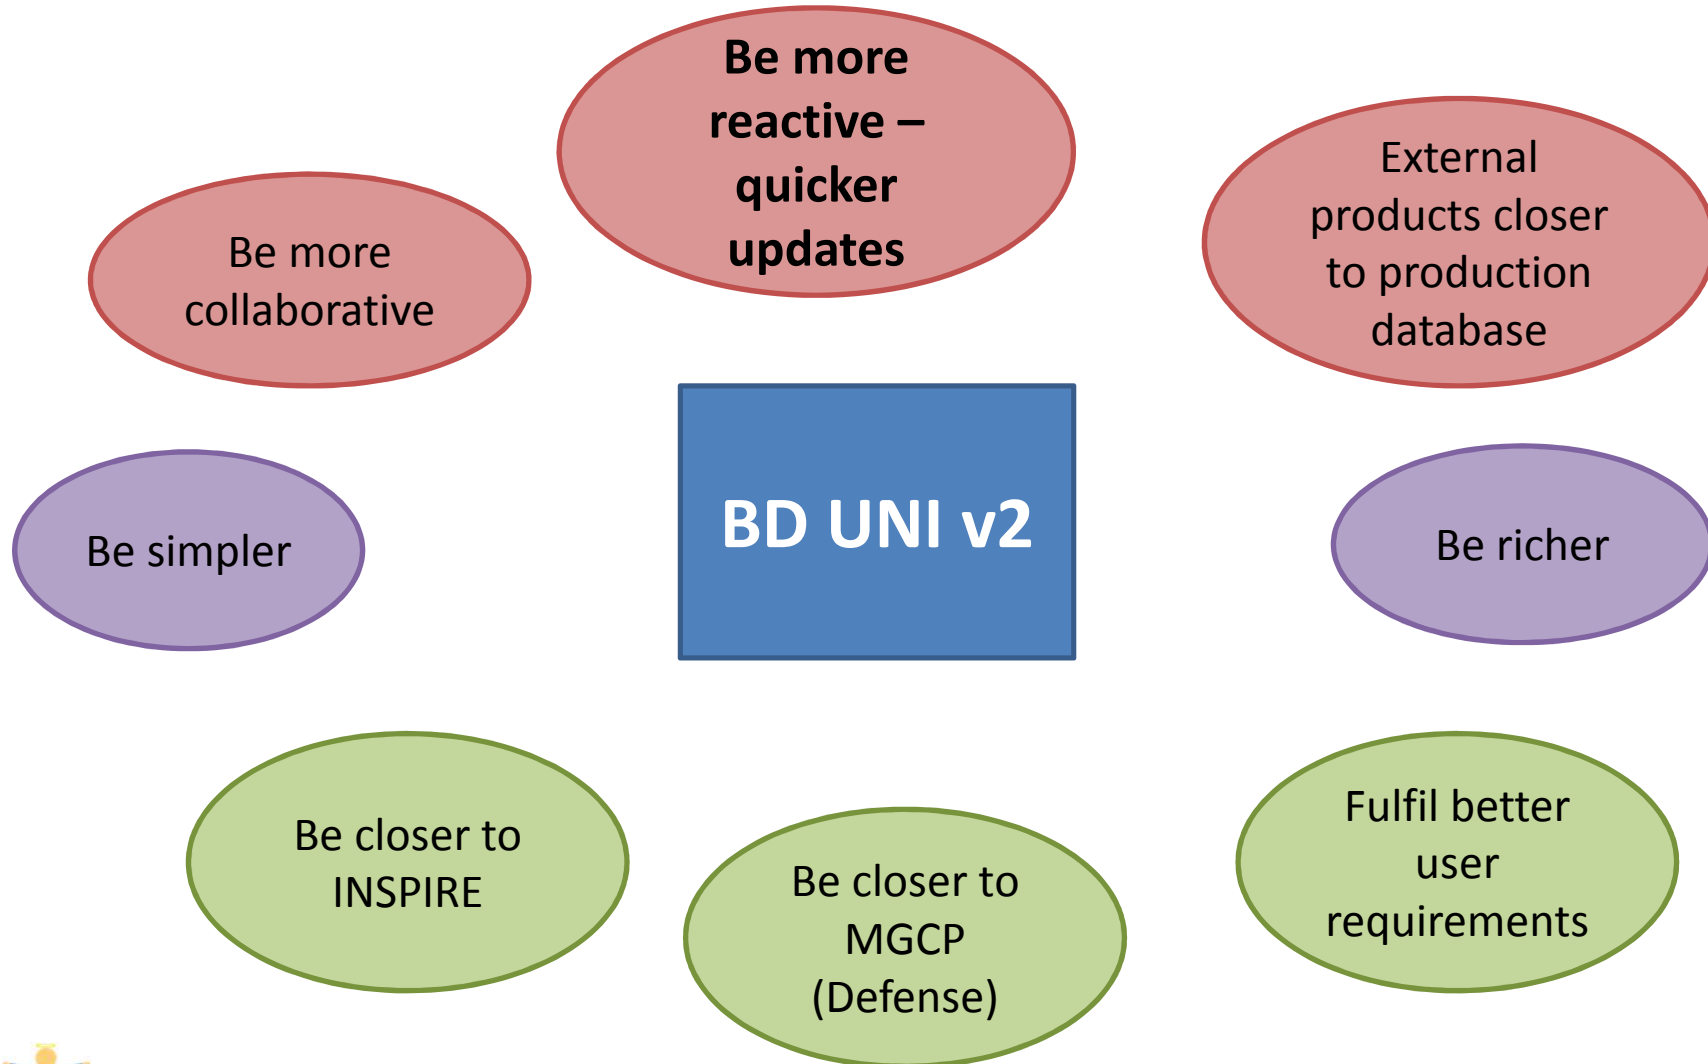 Be more
reactive –
quicker
updates
External
products closer
to production
database
Be more
collaborative
BD UNI v2
Be simpler
Be richer
Be closer to
INSPIRE
Be closer to
MGCP
(Defense)
Fulfil better
user
requirements